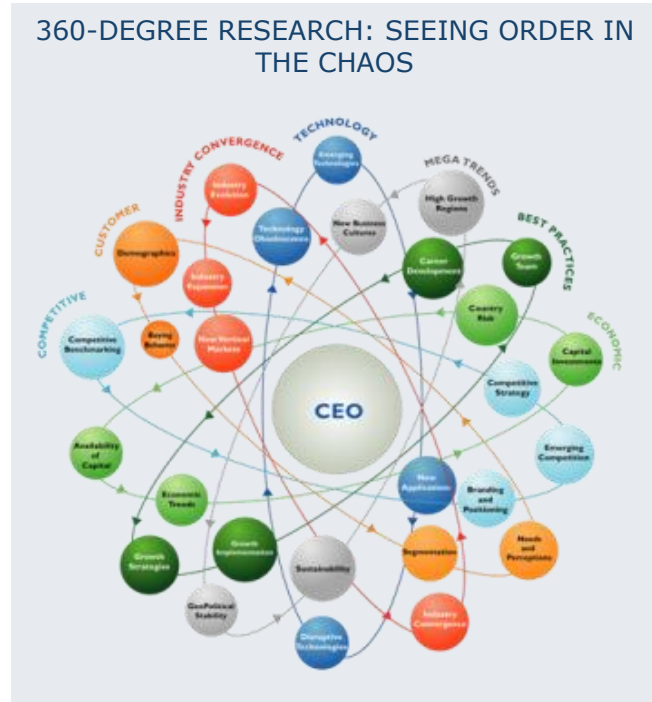 360-DEGREE RESEARCH: SEEING ORDER IN
THE CHAOS
TECHNOLOGY
INDUSTRY CONVERGENCE
MEGA TRENDS
CUSTOMER
BEST PRACTICES
COMPETITIVE
ECONOMIC
Emerging
Technologies
Industry
Evolution
High Growth
Regions
New Business
Cultures
Technology
Obsolescence
Demographics
Career
Development
Growth
Team
Industry
Expansion
Country
Risk
Competitive
Benchmarking
Buying
Behavior
New Vertical
Markets
Capital
Investments
Competitive
Strategy
CEO
Availability
of
Capital
Emerging
Competition
Economic
Trends
New
Applications
Branding
and
Positioning
Growth
Strategies
Growth
Implementation
Sustainability
Segmentation
Needs
and
Perceptions
GeoPolitical
Stability
Disruptive
Technologies
Industry
Convergence